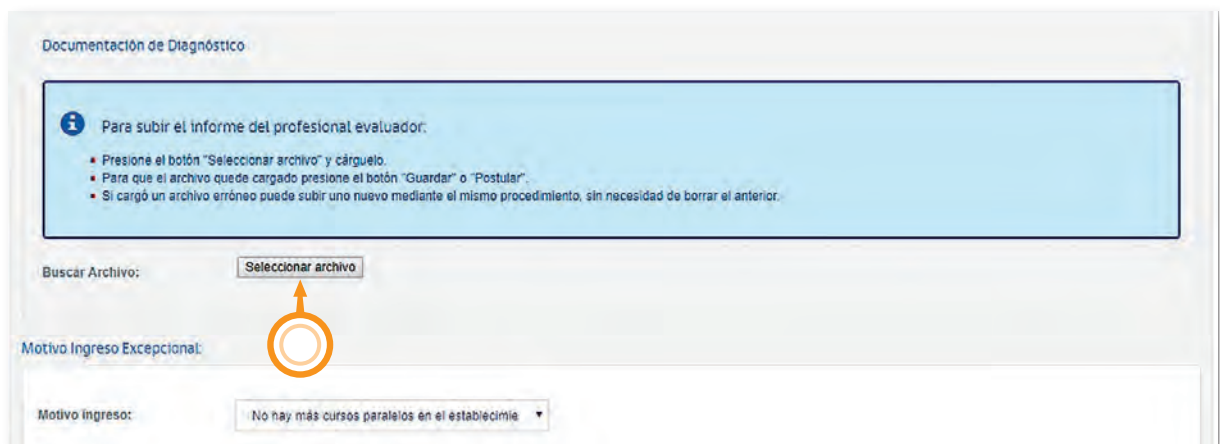 Documentación de Diagnóstico
Para subir el informe del profesional evaluador:
Presione el botón "Seleccionar archivo" y cárguelo.
Para que el archivo quede cargado presione el botón "Guardar" o "Postular".
Si cargó un archivo erróneo puede subir uno nuevo mediante el mismo procedimiento, sin necesidad de borrar el anterior.
Buscar Archivo: Seleccionar archivo
Motivo Ingreso Excepcional:
Motivo ingreso: No hay más cursos paralelos en el establecimie